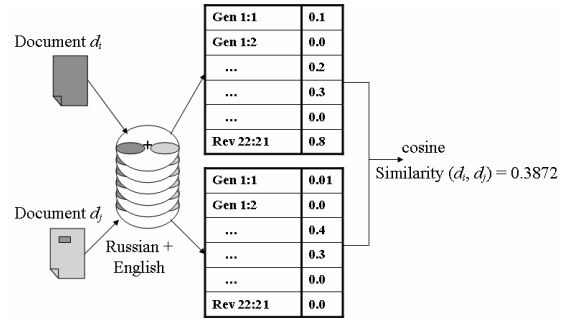 Document di
Gen 1:1 0.1
Gen 1:2 0.0
... 0.2
... 0.3
... 0.0
Rev 22:21 0.8
+
cosine
Similarity (di, dj) = 0.3872
Document dj
Russian +
English
Gen 1:1 0.01
Gen 1:2 0.0
... 0.4
... 0.3
... 0.0
Rev 22:21 0.0